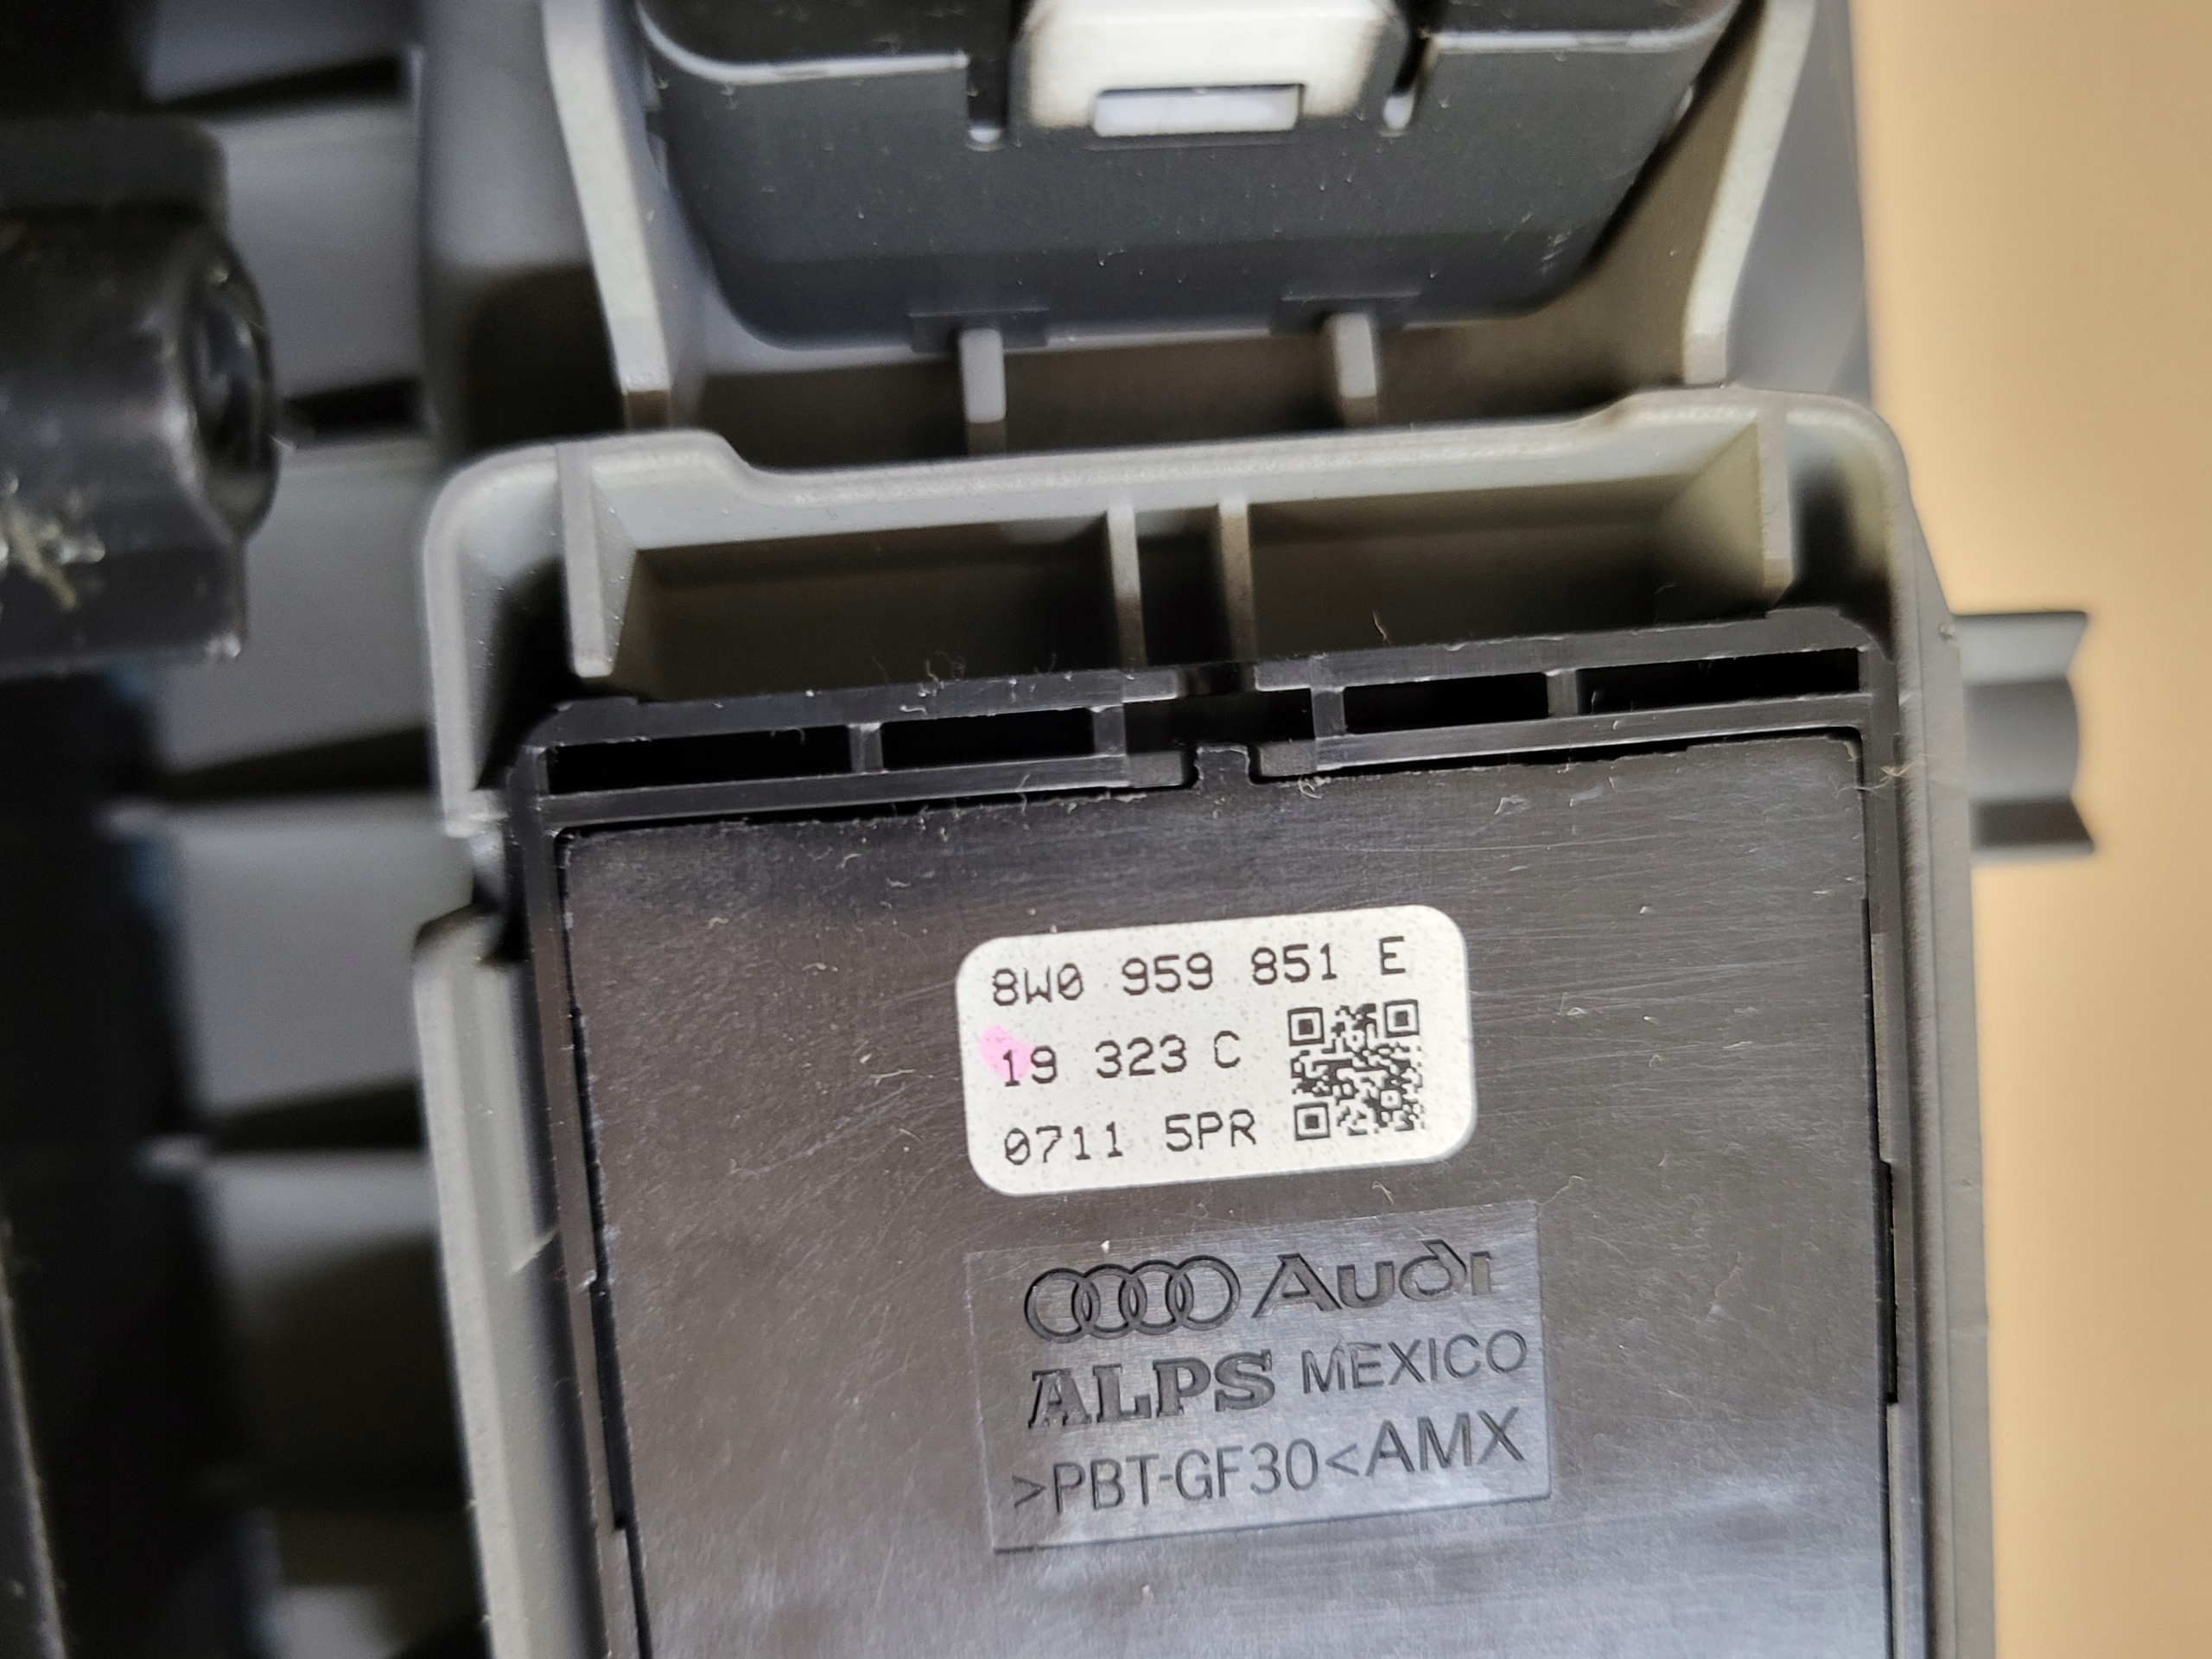 8W0 959 851 E
19 323 C
0711 5PR
Audi
ALPS MEXICO
>PBT-GF30<AMX